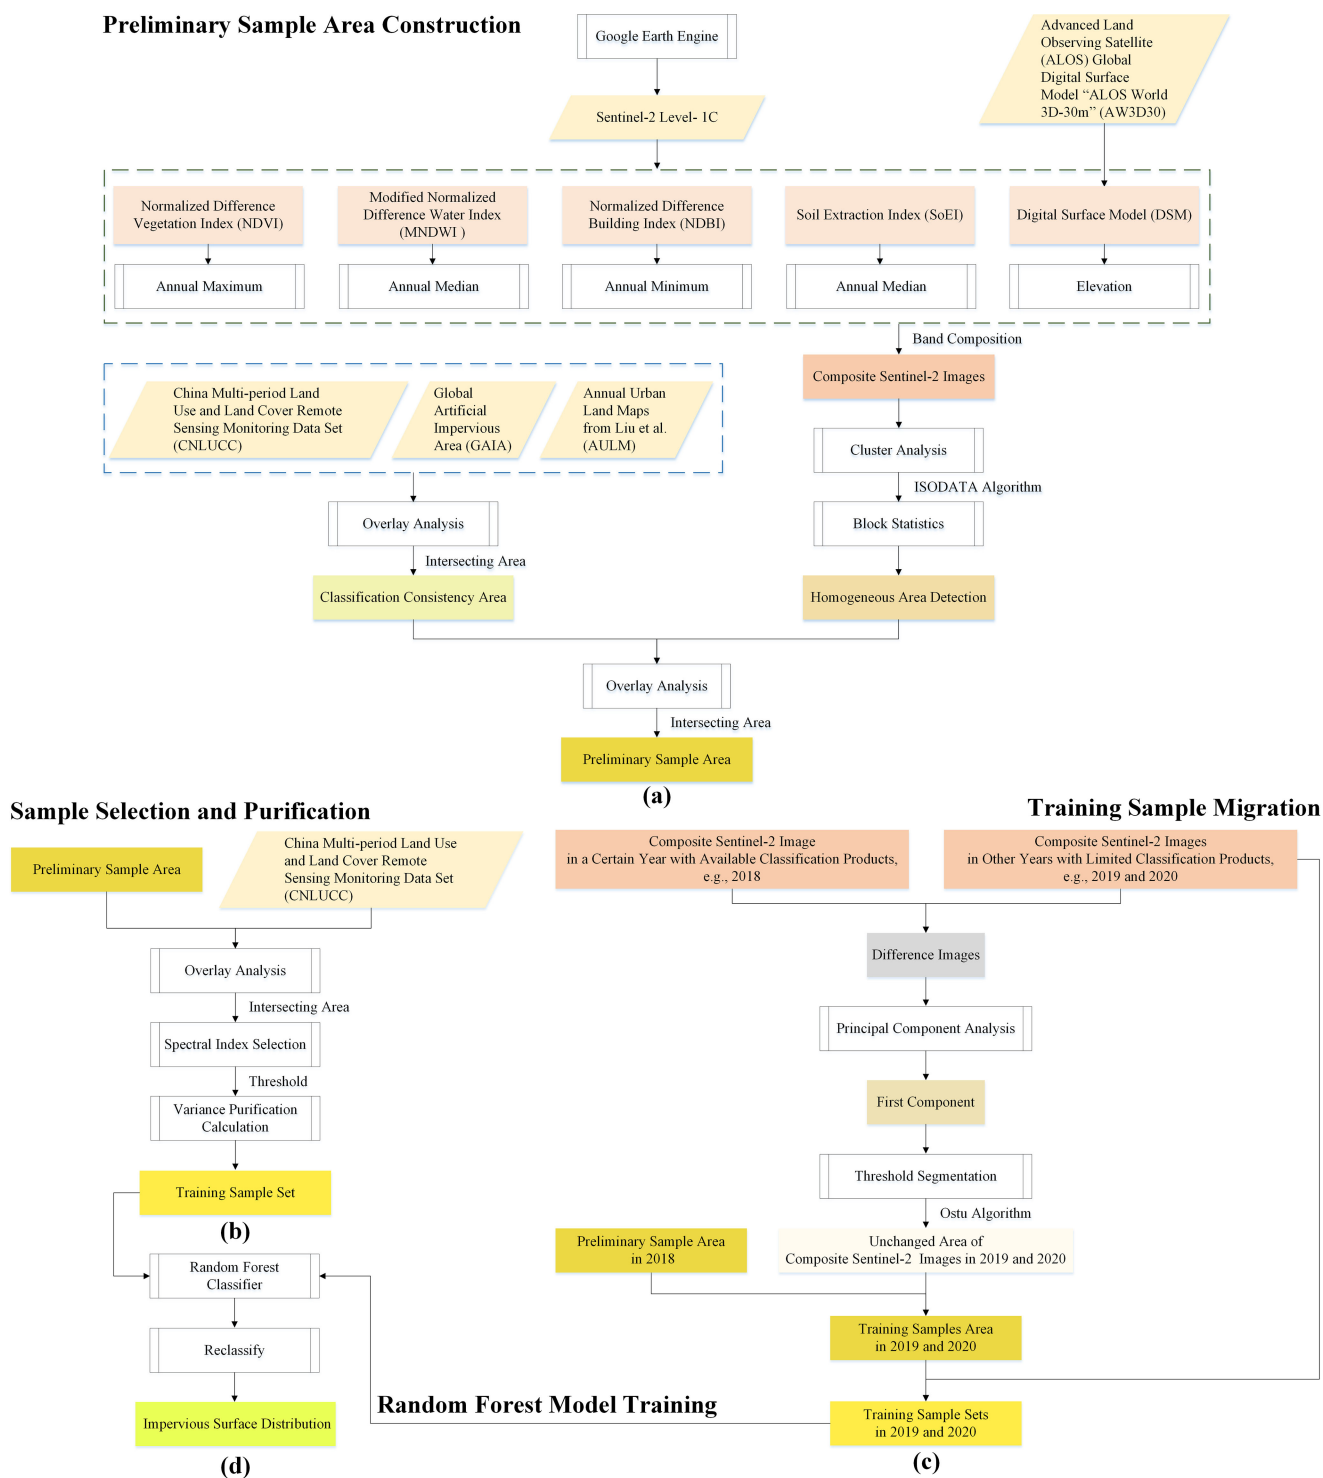 Preliminary Sample Area Construction
Google Earth Engine
Advanced Land
Observing Satellite
(ALOS) Global
Digital Surface
Model “ALOS World
3D-30m” (AW3D30)
Sentinel-2 Level- 1C
Normalized Difference
Vegetation Index (NDVI)
Modified Normalized
Difference Water Index
(MNDWI )
Normalized Difference
Building Index (NDBI)
Soil Extraction Index (SoEI)
Digital Surface Model (DSM)
Annual Maximum
Annual Median
Annual Minimum
Annual Median
Elevation
Band Composition
China Multi-period Land
Use and Land Cover Remote
Sensing Monitoring Data Set
(CNLUCC)
Global
Artificial
Impervious
Area (GAIA)
Annual Urban
Land Maps
from Liu et al.
(AULM)
Composite Sentinel-2 Images
Cluster Analysis
ISODATA Algorithm
Overlay Analysis
Block Statistics
Intersecting Area
Classification Consistency Area
Homogeneous Area Detection
Overlay Analysis
Intersecting Area
Preliminary Sample Area
(a)
Sample Selection and Purification
Preliminary Sample Area
China Multi-period Land Use
and Land Cover Remote
Sensing Monitoring Data Set
(CNLUCC)
Overlay Analysis
Intersecting Area
Spectral Index Selection
Threshold
Variance Purification
Calculation
Training Sample Set
(b)
Random Forest
Classifier
Reclassify
Impervious Surface Distribution
(d)
Training Sample Migration
Composite Sentinel-2 Image
in a Certain Year with Available Classification Products,
e.g., 2018
Composite Sentinel-2 Images
in Other Years with Limited Classification Products,
e.g., 2019 and 2020
Difference Images
Principal Component Analysis
First Component
Threshold Segmentation
Ostu Algorithm
Preliminary Sample Area
in 2018
Unchanged Area of
Composite Sentinel-2  Images in 2019 and 2020
Training Samples Area
in 2019 and 2020
Random Forest Model Training
Training Sample Sets
in 2019 and 2020
(c)